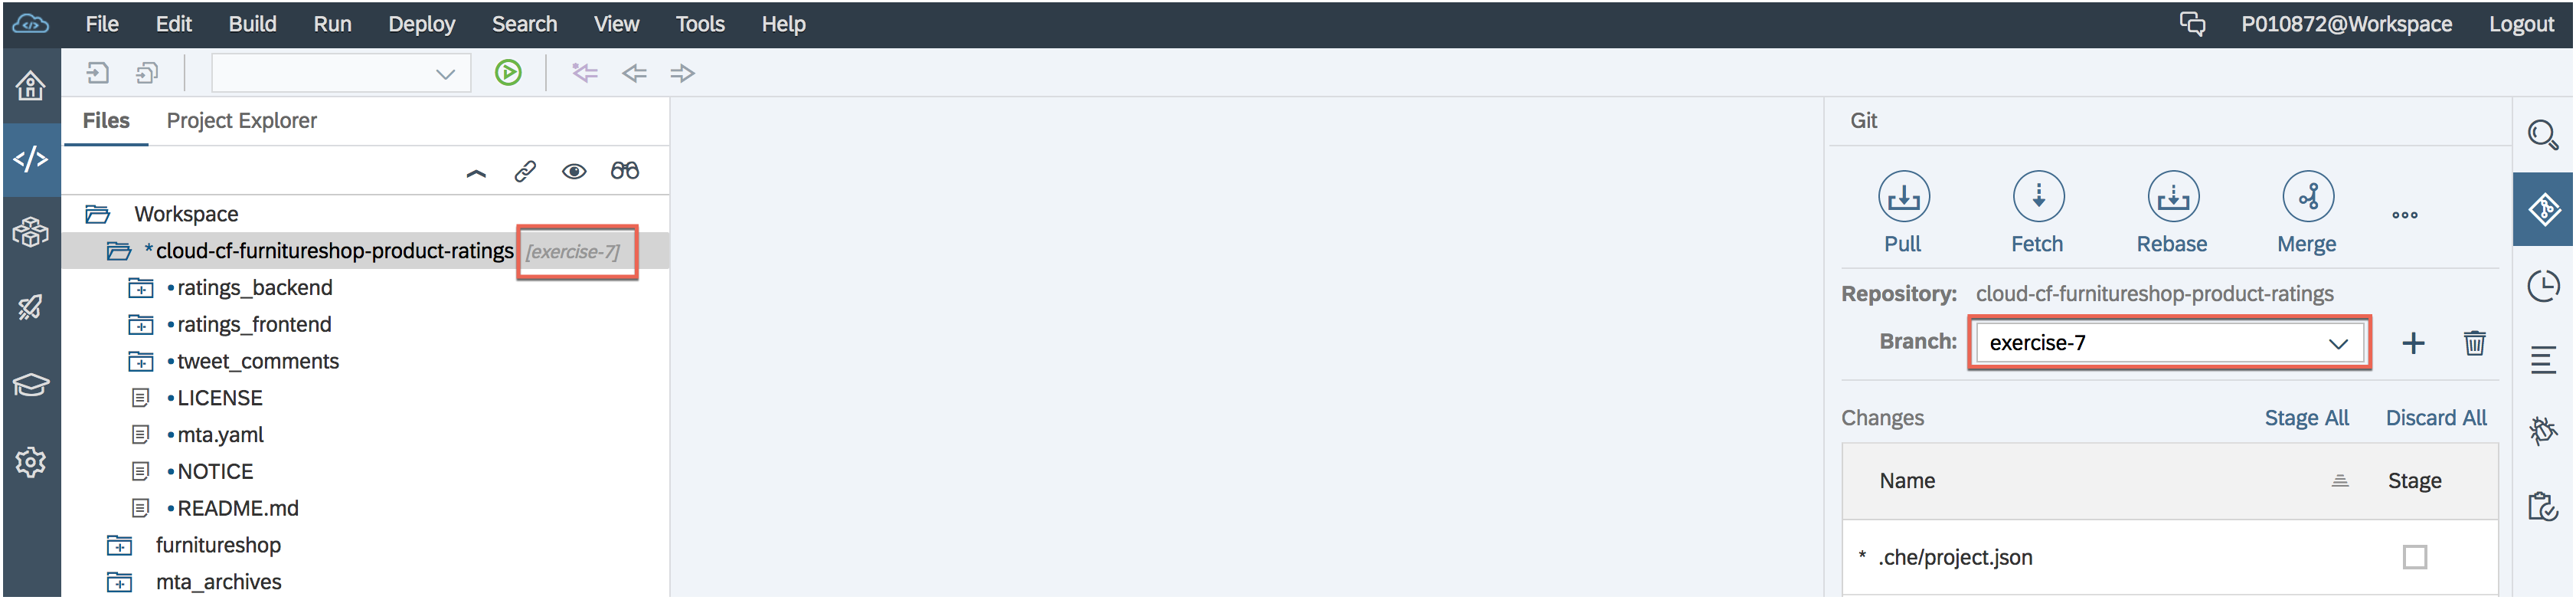 File Edit Build Run Deploy Search View Tools Help P010872@Workspace Logout
Files Project Explorer
Workspace
* cloud-cf-furnitureshop-product-ratings [exercise-7]
•ratings_backend
•ratings_frontend
•tweet_comments
•LICENSE
•mta.yaml
•NOTICE
•README.md
furnitureshop
mta_archives
Git
Pull Fetch Rebase Merge
Repository: cloud-cf-furnitureshop-product-ratings
Branch: exercise-7
Changes Stage All Discard All
Name Stage
* .che/project.json